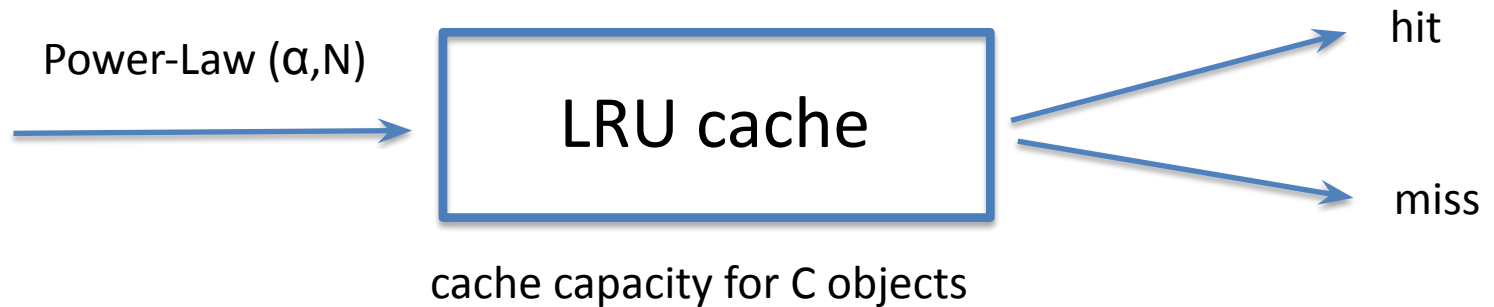 Power-Law (α,N)
LRU cache
hit
miss
cache capacity for C objects